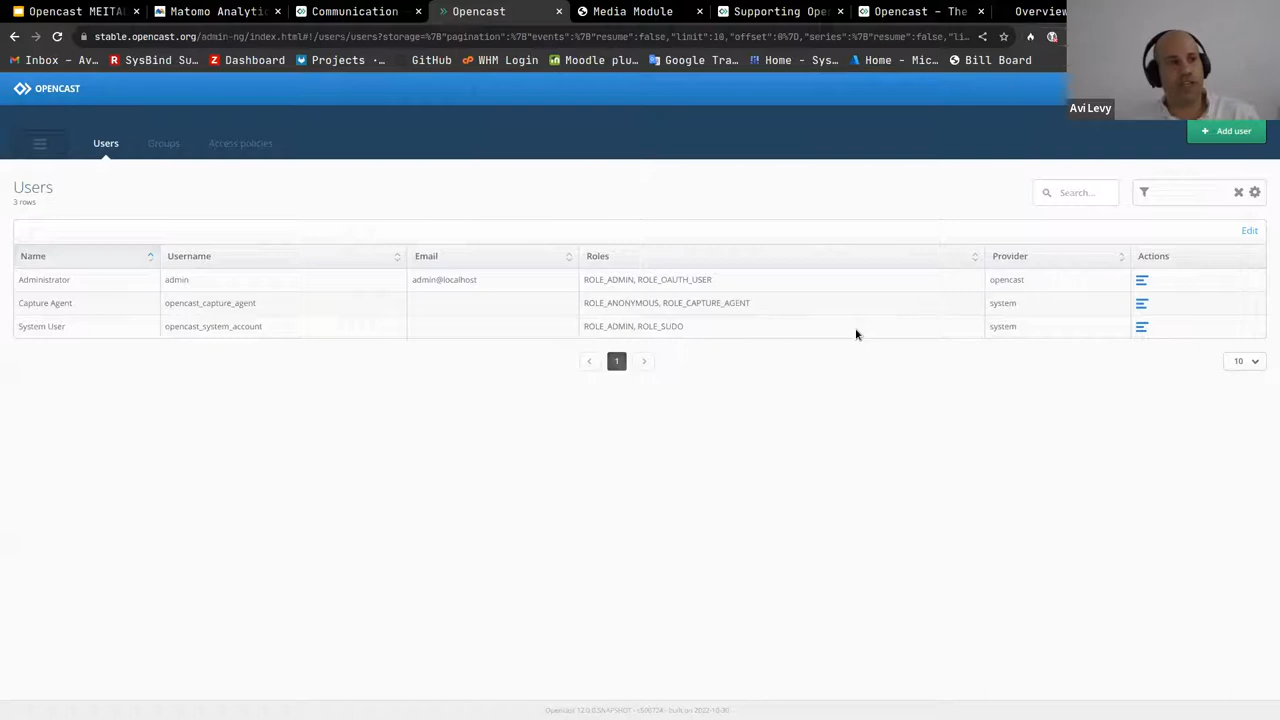 Opencast MEITAL
Matomo Analytic
Communication
Opencast
Media Module
Supporting Ope
Opencast – The
Overview
stable.opencast.org/admin-ng/index.html#!/users/users?storage=%7B"pagination":%7B"events":%7B"resume":false,"limit":10,"offset":0%7D,"series":%7B"resume":false,"li...
Inbox - Av...
SysBind Su...
Dashboard
Projects ·...
GitHub
WHM Login
Moodle plu...
Google Tra...
Home - Sys...
Home - Mic...
Bill Board
OPENCAST
Avi Levy
Users
Groups
Access policies
+ Add user
Users
3 rows
Search...
Edit
Name Username Email Roles Provider Actions
Administrator admin admin@localhost ROLE_ADMIN, ROLE_OAUTH_USER opencast
Capture Agent opencast_capture_agent ROLE_ANONYMOUS, ROLE_CAPTURE_AGENT system
System User opencast_system_account ROLE_ADMIN, ROLE_SUDO system
1
10